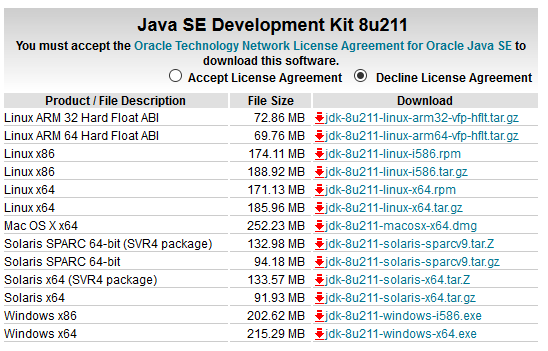 Java SE Development Kit 8u211
You must accept the Oracle Technology Network License Agreement for Oracle Java SE to
download this software.
Accept License Agreement Decline License Agreement
Product / File Description File Size Download
Linux ARM 32 Hard Float ABI 72.86 MB jdk-8u211-linux-arm32-vfp-hflt.tar.gz
Linux ARM 64 Hard Float ABI 69.76 MB jdk-8u211-linux-arm64-vfp-hflt.tar.gz
Linux x86 174.11 MB jdk-8u211-linux-i586.rpm
Linux x86 188.92 MB jdk-8u211-linux-i586.tar.gz
Linux x64 171.13 MB jdk-8u211-linux-x64.rpm
Linux x64 185.96 MB jdk-8u211-linux-x64.tar.gz
Mac OS X x64 252.23 MB jdk-8u211-macosx-x64.dmg
Solaris SPARC 64-bit (SVR4 package) 132.98 MB jdk-8u211-solaris-sparcv9.tar.Z
Solaris SPARC 64-bit 94.18 MB jdk-8u211-solaris-sparcv9.tar.gz
Solaris x64 (SVR4 package) 133.57 MB jdk-8u211-solaris-x64.tar.Z
Solaris x64 91.93 MB jdk-8u211-solaris-x64.tar.gz
Windows x86 202.62 MB jdk-8u211-windows-i586.exe
Windows x64 215.29 MB jdk-8u211-windows-x64.exe